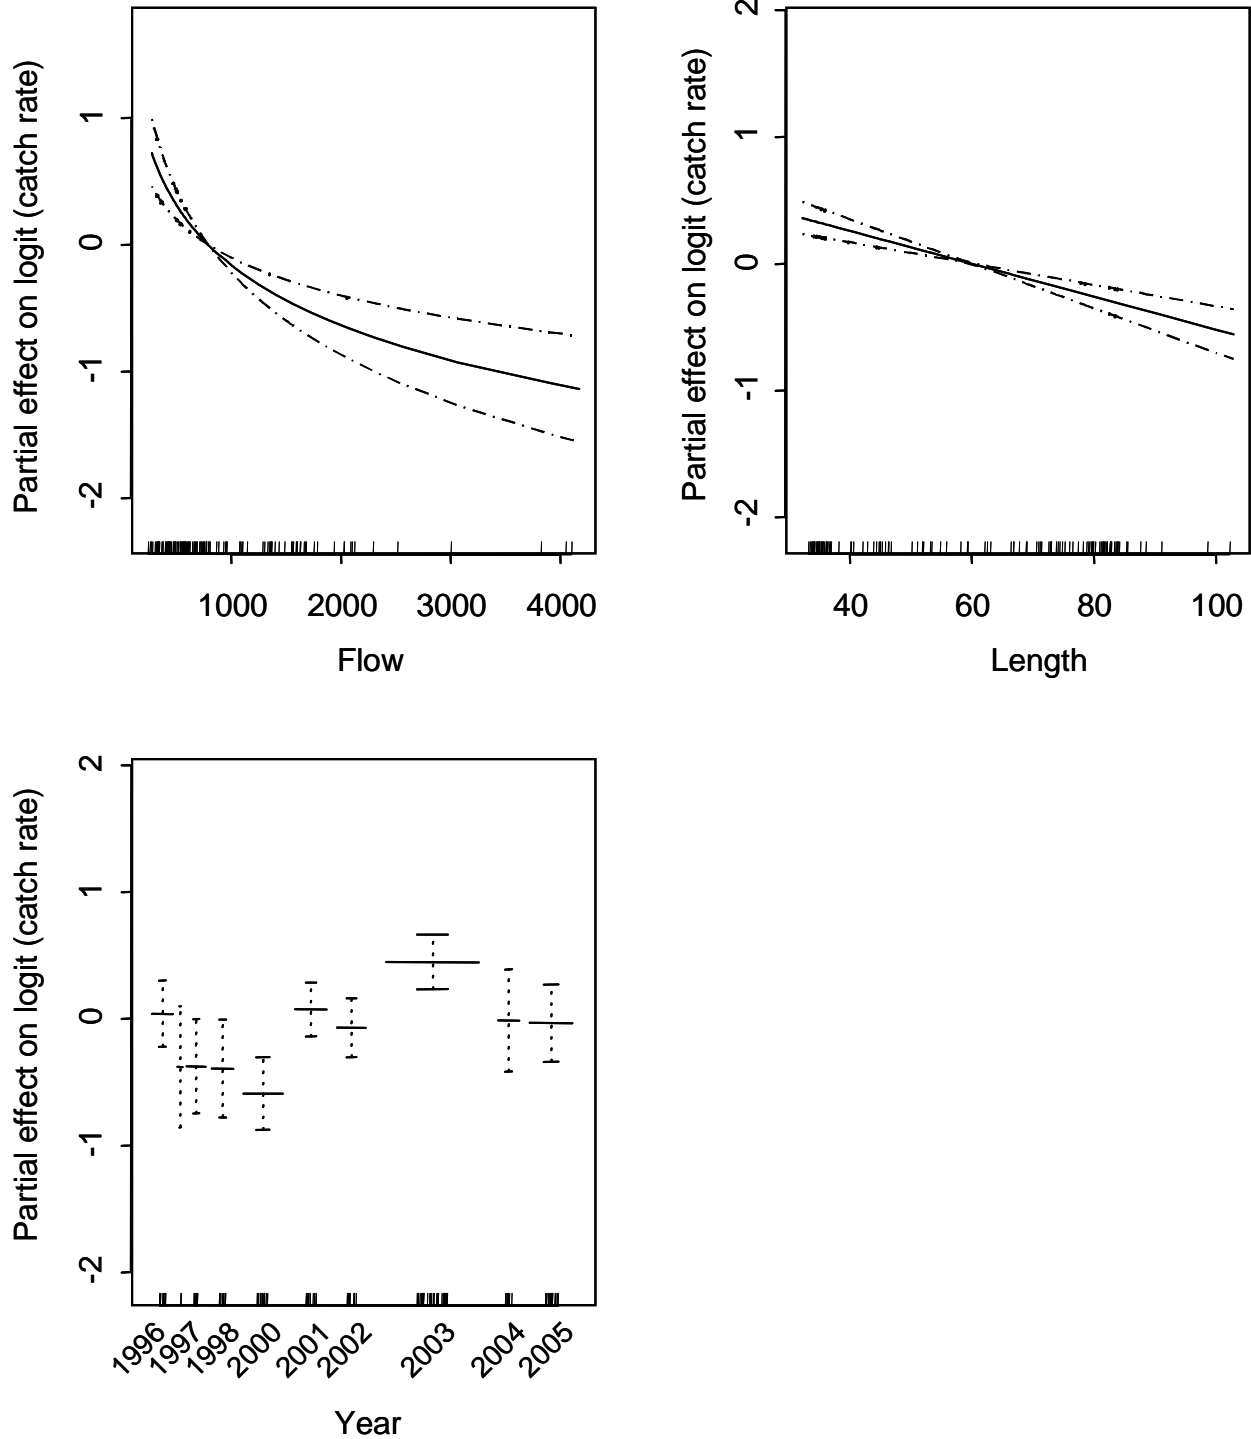 Partial effect on logit (catch rate)
1
0
-1
-2
1000 2000 3000 4000
Flow
Partial effect on logit (catch rate)
2
1
0
-1
-2
40 60 80 100
Length
Partial effect on logit (catch rate)
2
1
0
-1
-2
1996 1997 1998 2000 2001 2002 2003 2004 2005
Year